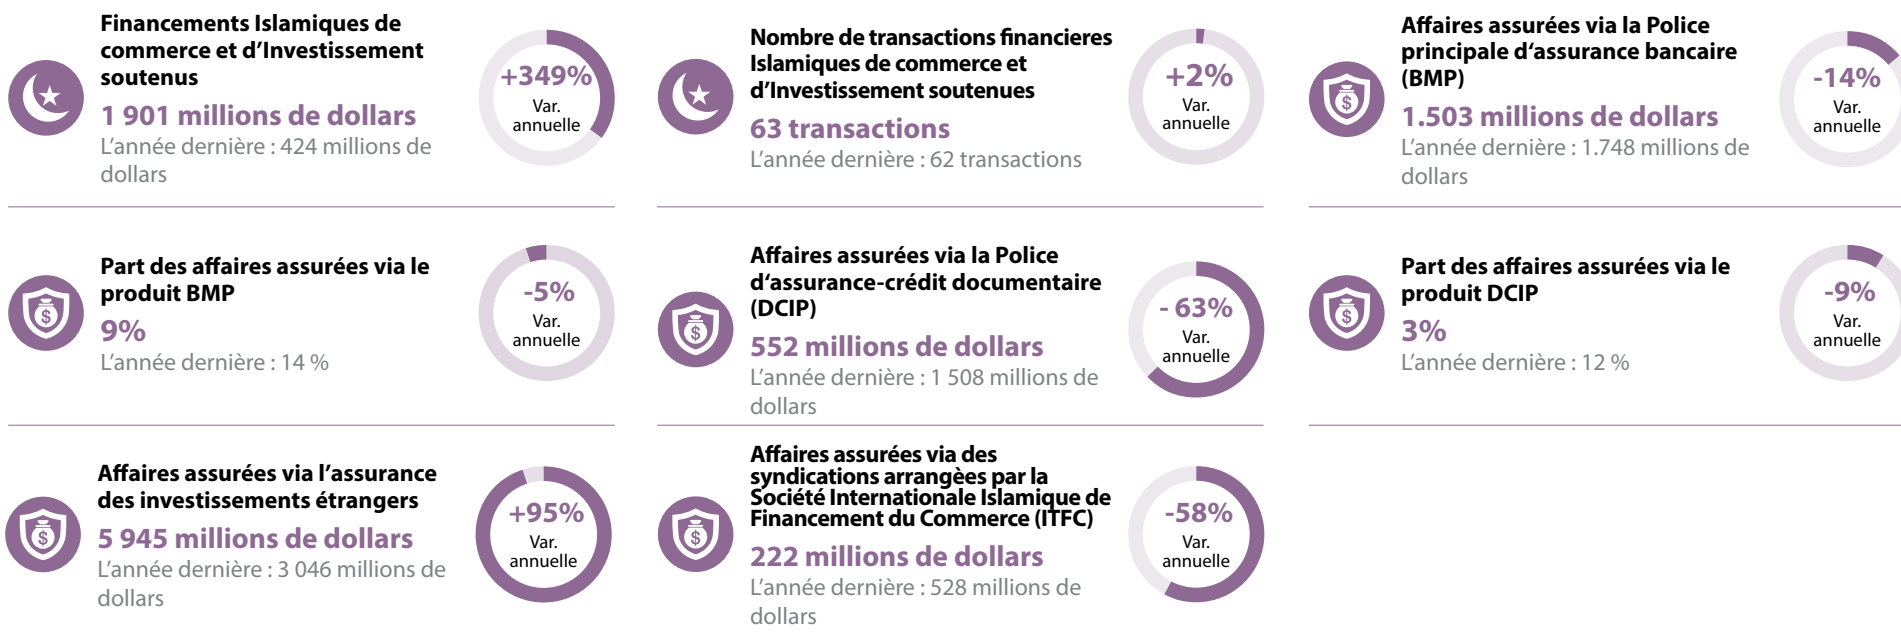 Financements Islamiques de
commerce et d’Investissement
soutenus
1 901 millions de dollars
L’année dernière : 424 millions de
dollars
+349%
Var.
annuelle
Nombre de transactions financieres
Islamiques de commerce et
d’Investissement soutenues
63 transactions
L’année dernière : 62 transactions
+2%
Var.
annuelle
Affaires assurées via la Police
principale d’assurance bancaire
(BMP)
1.503 millions de dollars
L’année dernière : 1.748 millions de
dollars
-14%
Var.
annuelle
Part des affaires assurées via le
produit BMP
9%
L’année dernière : 14 %
-5%
Var.
annuelle
Affaires assurées via la Police
d’assurance-crédit documentaire
(DCIP)
552 millions de dollars
L’année dernière : 1 508 millions de
dollars
- 63%
Var.
annuelle
Part des affaires assurées via le
produit DCIP
3%
L’année dernière : 12 %
-9%
Var.
annuelle
Affaires assurées via l’assurance
des investissements étrangers
5 945 millions de dollars
L’année dernière : 3 046 millions de
dollars
+95%
Var.
annuelle
Affaires assurées via des
syndications arrangèes par la
Société Internationale Islamique de
Financement du Commerce (ITFC)
222 millions de dollars
L’année dernière : 528 millions de
dollars
-58%
Var.
annuelle